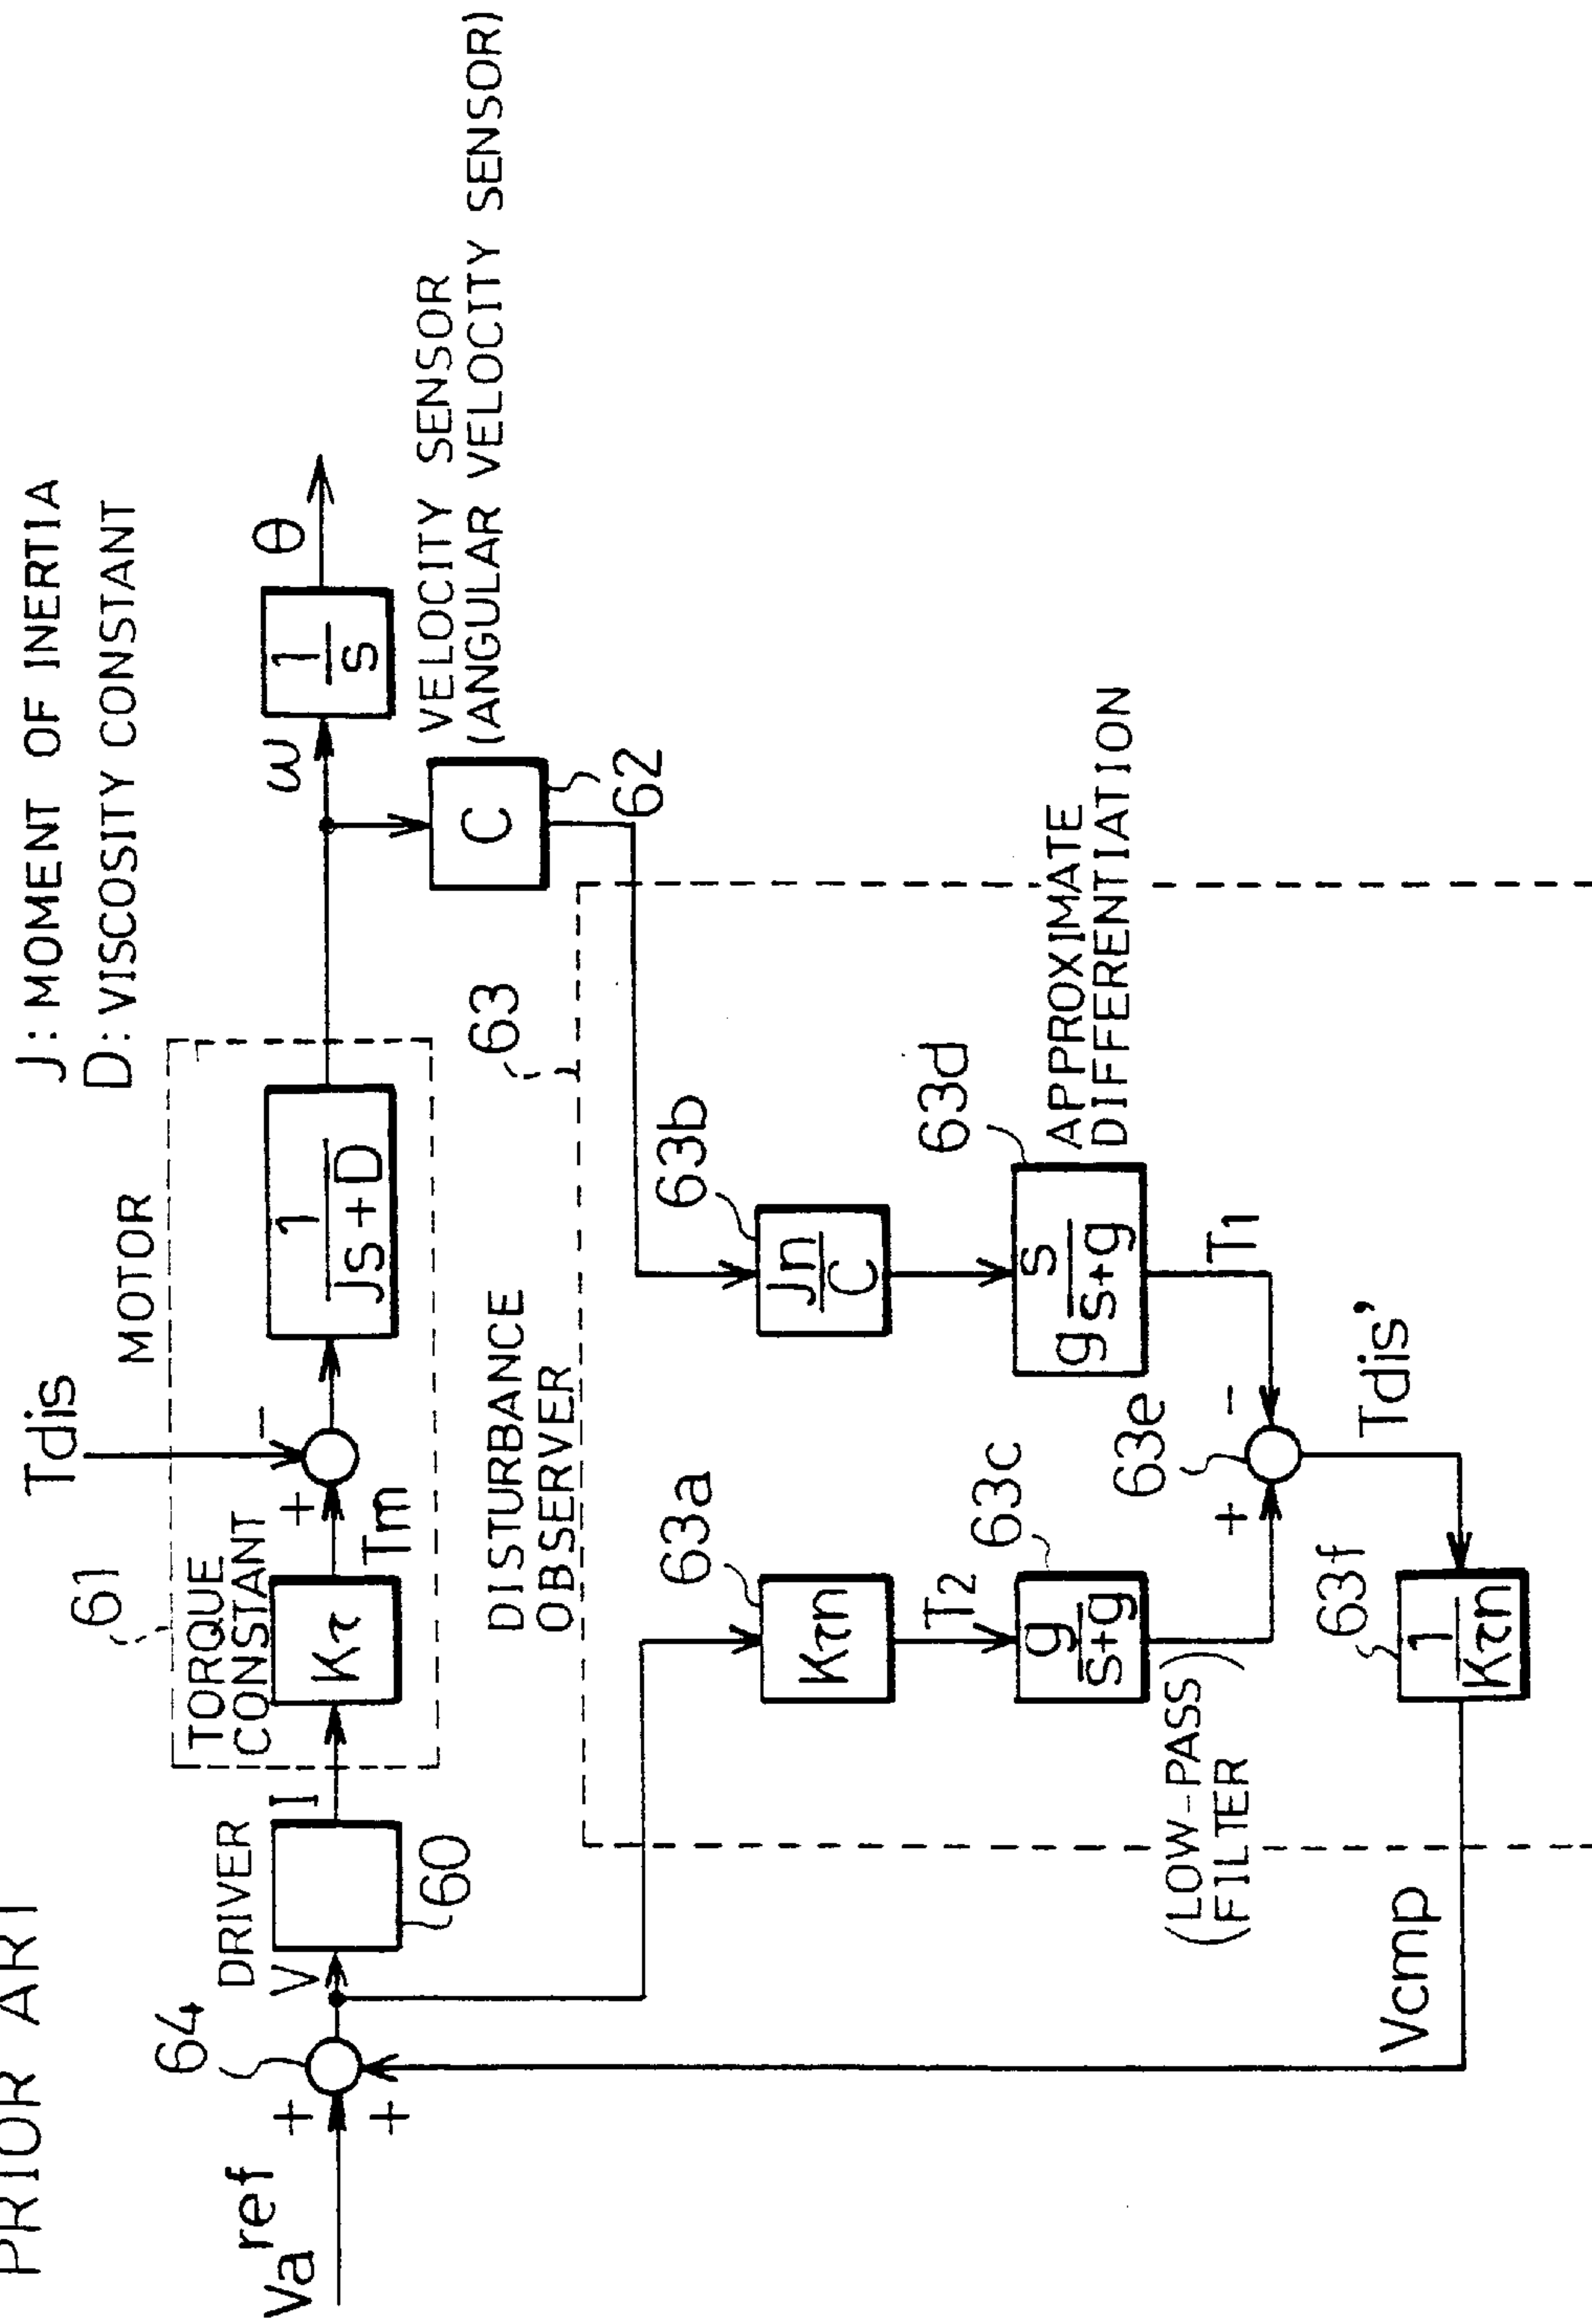 PRIOR ART
J: MOMENT OF INERTIA
D: VISCOSITY CONSTANT
Tdis
MOTOR
61
TORQUE
CONSTANT
64
DRIVER
Va^ref
+
+
V
60
I
Kτ
Tm
+
-
1
Js+D
ω
1
s
θ
C
62
VELOCITY SENSOR
(ANGULAR VELOCITY SENSOR)
63
DISTURBANCE
OBSERVER
63a
Kτn
T2
63b
Jn
C
63c
g
s+g
(LOW-PASS
FILTER)
63d
g s
s+g
APPROXIMATE
DIFFERENTIATION
T1
63e
+
-
Tdis'
63f
1
Kτn
Vcmp